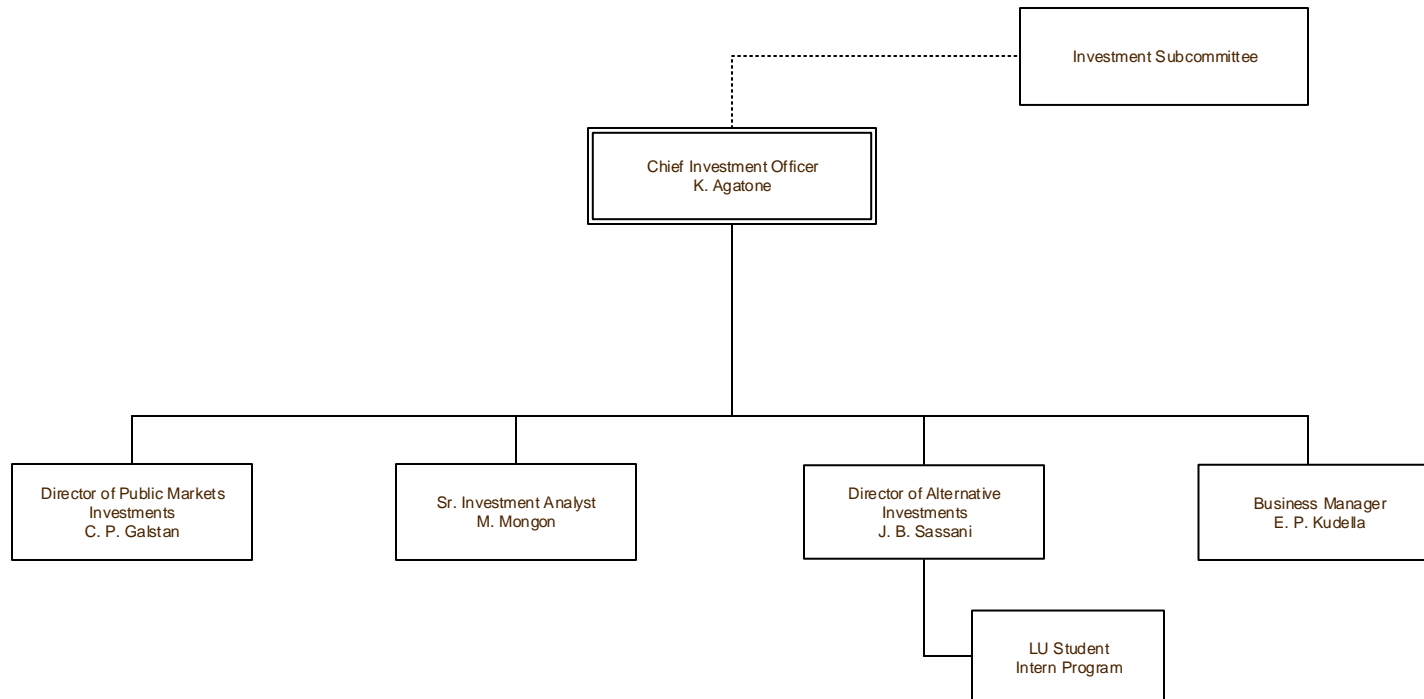 Investment Subcommittee
Chief Investment Officer
K. Agatone
Director of Public Markets
Investments
C. P. Galstan
Sr. Investment Analyst
M. Mongon
Director of Alternative
Investments
J. B. Sassani
Business Manager
E. P. Kudella
LU Student
Intern Program